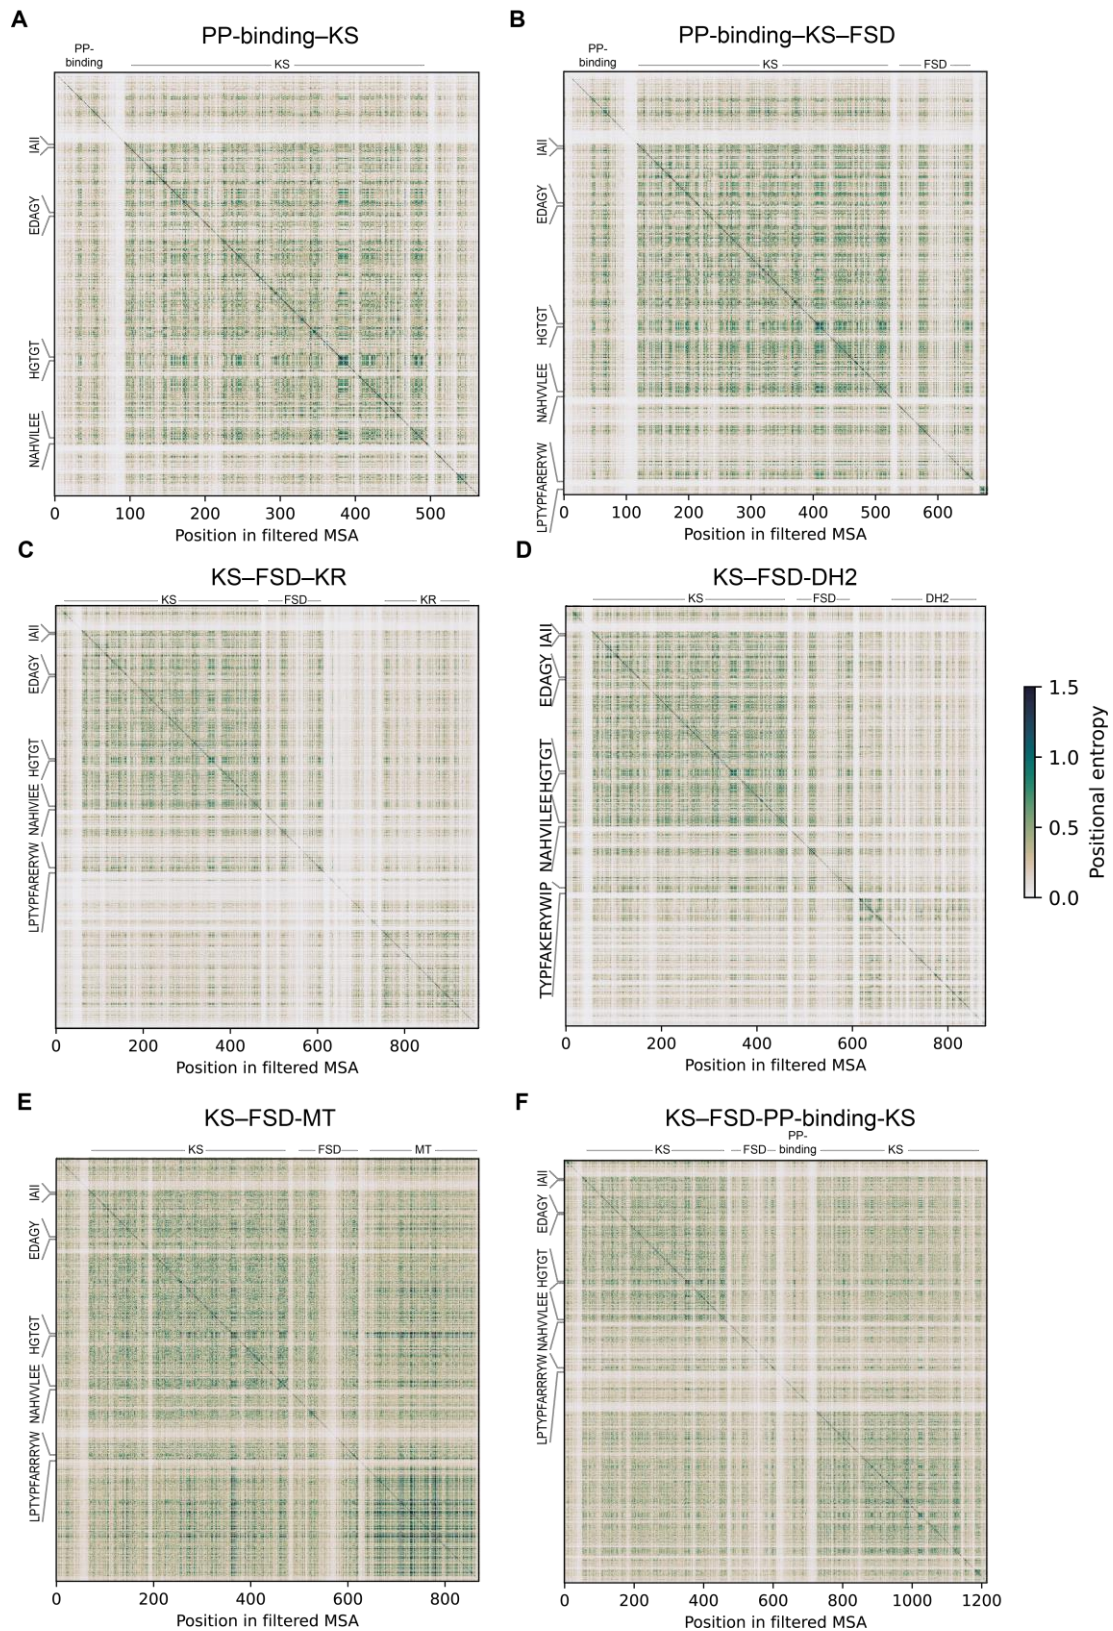 A
PP-binding–KS
PP-
binding
KS
IAII
EDAGY
HGTGT
NAHVILEE
0 100 200 300 400 500
Position in filtered MSA
B
PP-binding–KS–FSD
PP-
binding
KS
FSD
IAII
EDAGY
HGTGT
NAHVVLEE
LPTYPFARERYW
0 100 200 300 400 500 600
Position in filtered MSA
C
KS–FSD–KR
KS
FSD
KR
IAII
EDAGY
HGTGT
NAHIVIEE
LPTYPFARERYW
0 200 400 600 800
Position in filtered MSA
D
KS–FSD-DH2
KS
FSD
DH2
IAII
EDAGY
HGTGT
NAHVILEE
TYPFAKERYWIP
0 200 400 600 800
Position in filtered MSA
1.5
1.0
0.5
0.0
Positional entropy
E
KS–FSD-MT
KS
FSD
MT
IAII
EDAGY
HGTGT
NAHVVLEE
LPTYPFARRRYW
0 200 400 600 800
Position in filtered MSA
F
KS–FSD-PP-binding-KS
KS
FSD
PP-
binding
KS
IAII
EDAGY
HGTGT
NAHVVLEE
LPTYPFARRRYW
0 200 400 600 800 1000 1200
Position in filtered MSA